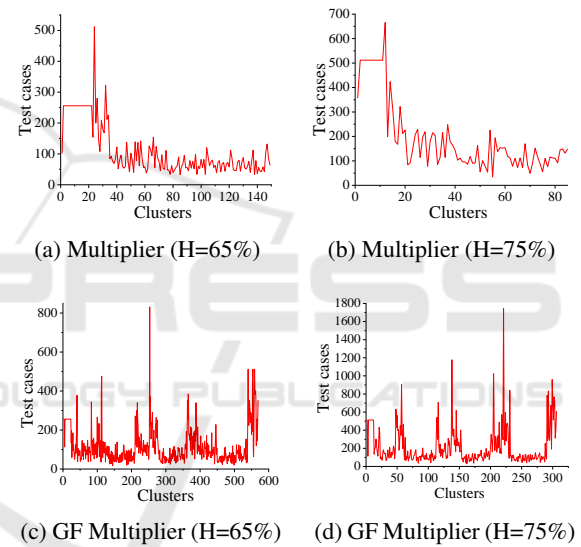 500
400
300
200
100
0
Test cases
0 20 40 60 80 100 120 140
Clusters
(a) Multiplier (H=65%)
700
600
500
400
300
200
100
0
Test cases
0 20 40 60 80
Clusters
(b) Multiplier (H=75%)
800
600
400
200
0
Test cases
0 100 200 300 400 500 600
Clusters
(c) GF Multiplier (H=65%)
1800
1600
1400
1200
1000
800
600
400
200
0
Test cases
0 50 100 150 200 250 300
Clusters
(d) GF Multiplier (H=75%)
PRESS
OLOGY PUBLICATIONS